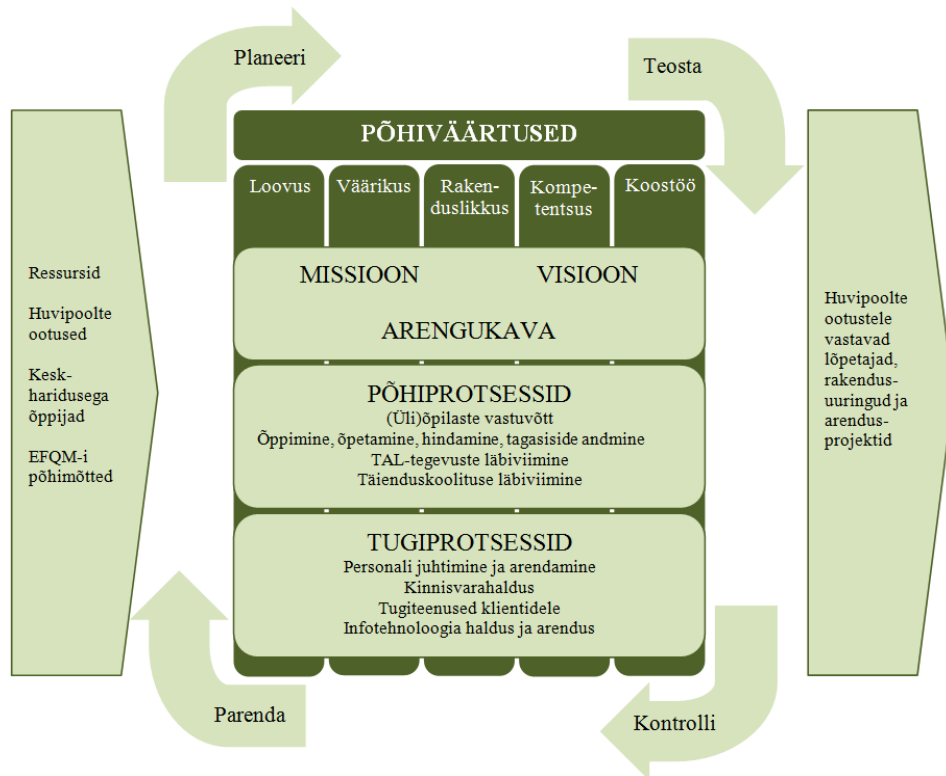 Planeeri
Teosta
PÕHIVÄÄRTUSED
Loovus
Väärikus
Raken-
duslikkus
Kompe-
tentsus
Koostöö
MISSIOON
VISIOON
ARENGUKAVA
PÕHIPROTSESSID
(Üli)õpilaste vastuvõtt
Õppimine, õpetamine, hindamine, tagasiside andmine
TAL-tegevuste läbiviimine
Täienduskoolituse läbiviimine
TUGIPROTSESSID
Personali juhtimine ja arendamine
Kinnisvarahaldus
Tugiteenused klientidele
Infotehnoloogia haldus ja arendus
Ressursid
Huvipoolte
ootused
Kesk-
haridusega
õppijad
EFQM-i
põhimõtted
Huvipoolte
ootustele
vastavad
lõpetajad,
rakendus-
uuringud ja
arendus-
projektid
Parenda
Kontrolli